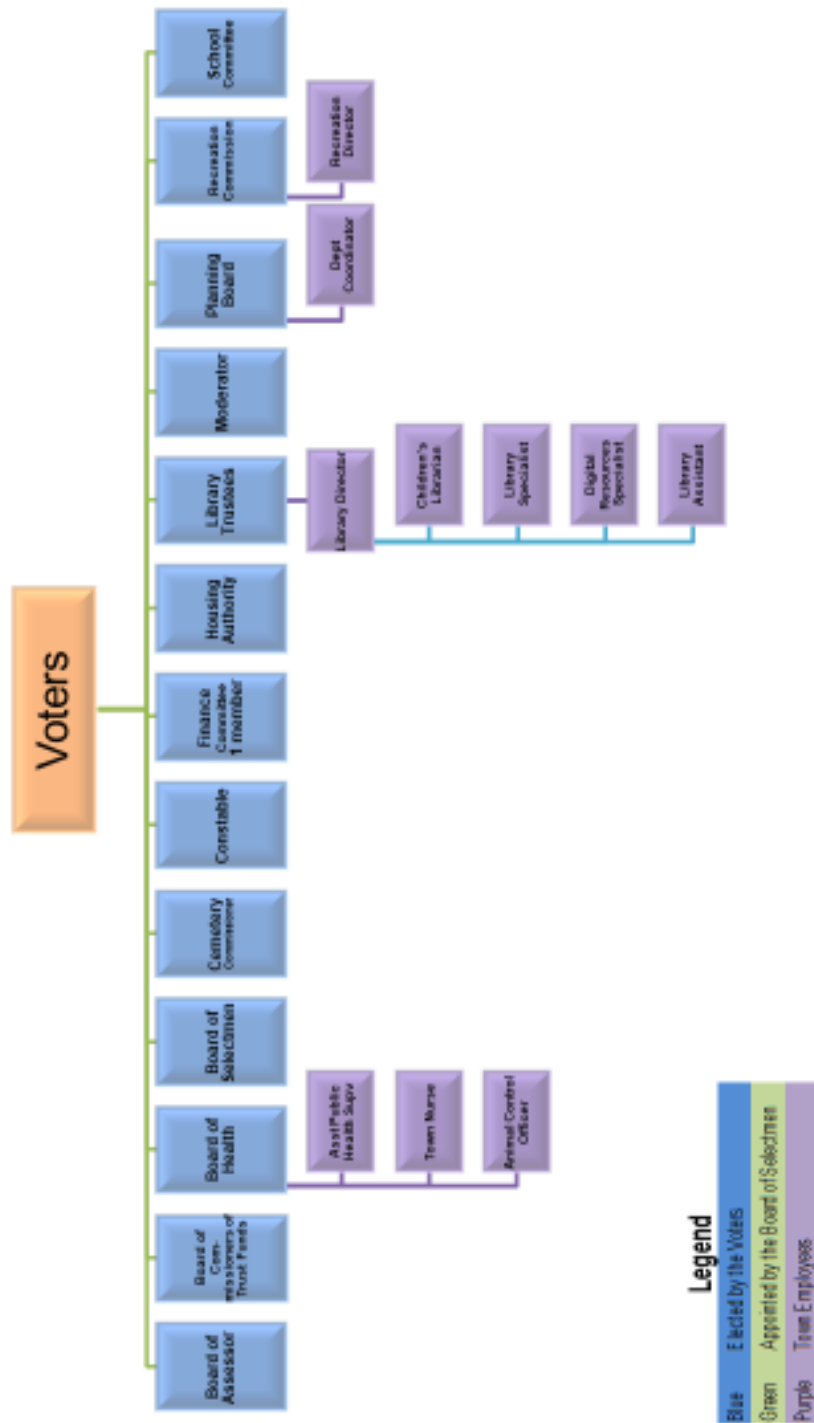 Voters
Board of
Assessor
Board of
Com-
missioners of
Trust Funds
Board of
Health
Board of
Selectmen
Cemetery
Commissioner
Constable
Finance
Committee
1 member
Housing
Authority
Library
Trustees
Moderator
Planning
Board
Recreation
Commission
School
Committee
Asst Public
Health Supv
Town Nurse
Animal Control
Officer
Library Director
Children's
Librarian
Library
Specialist
Digital
Resources
Specialist
Library
Assistant
Dept
Coordinator
Recreation
Director
Legend
Blue Elected by the Voters
Green Appointed by the Board of Selectmen
Purple Town Employees